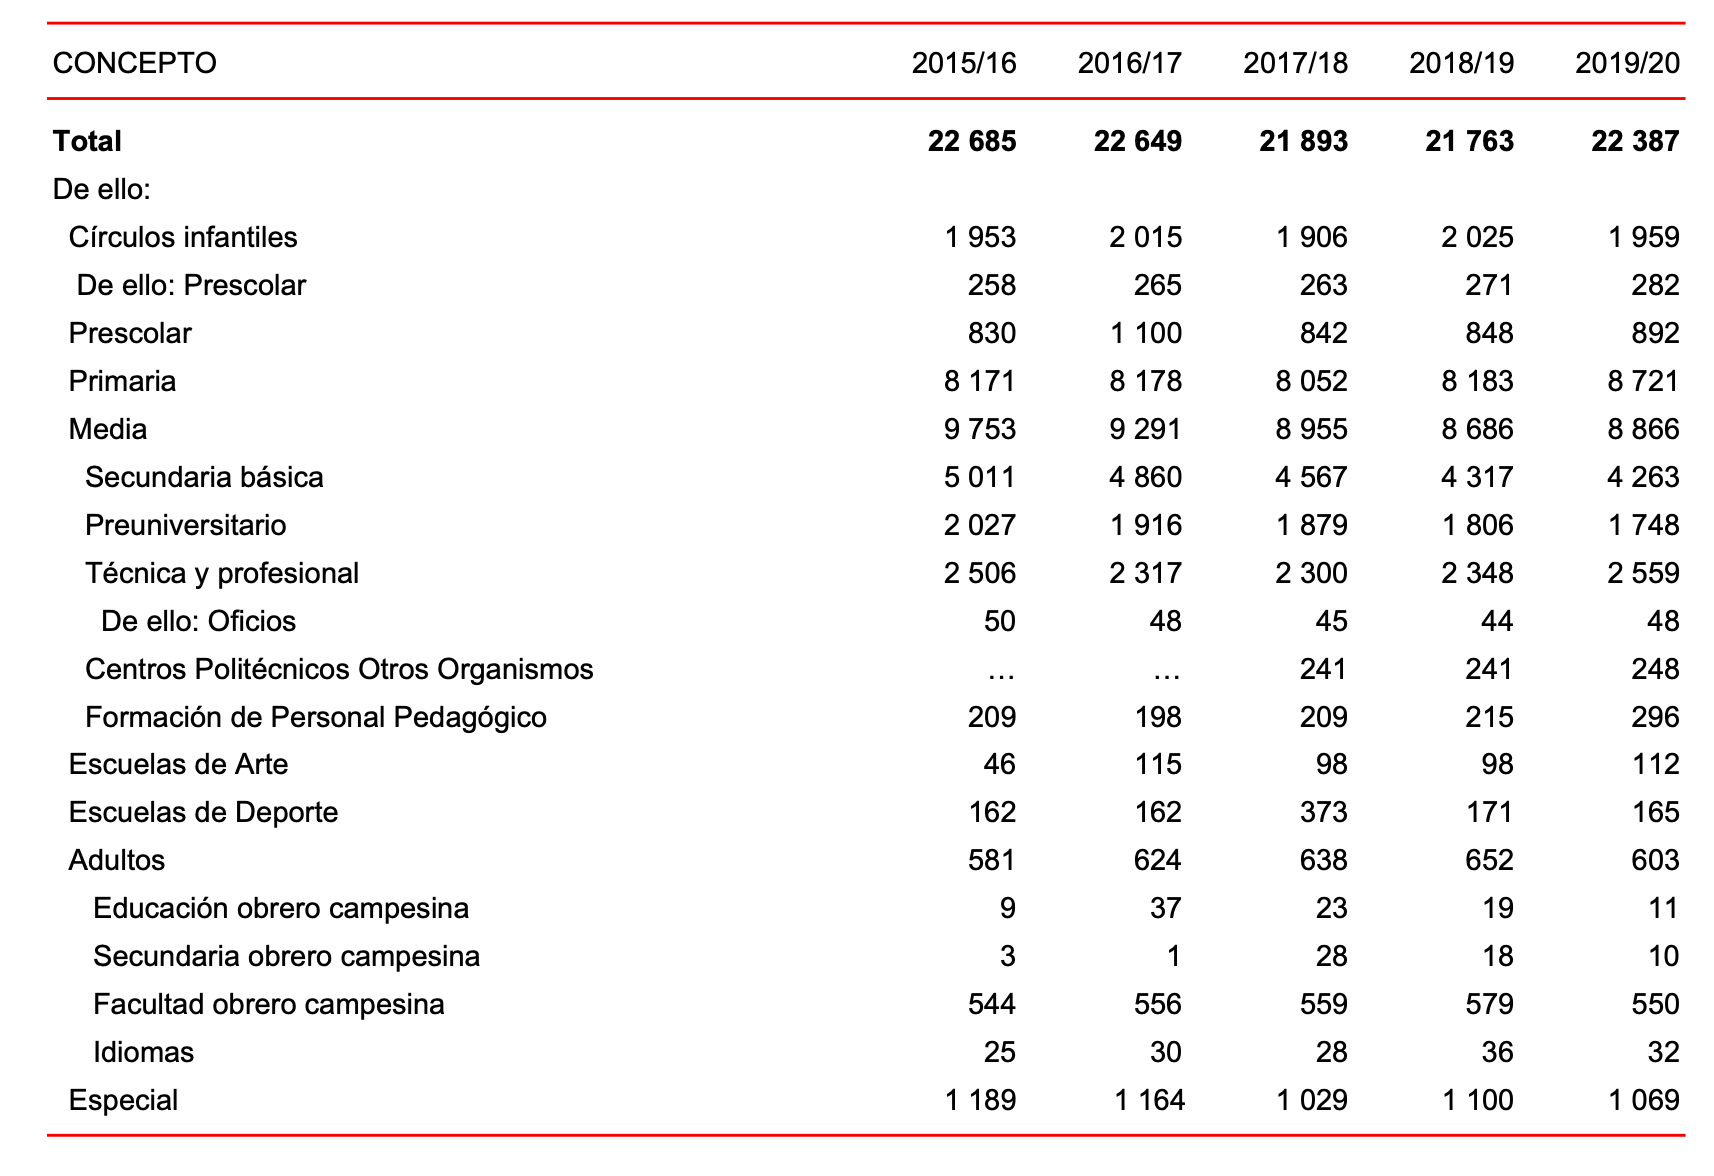 CONCEPTO 2015/16 2016/17 2017/18 2018/19 2019/20
Total 22 685 22 649 21 893 21 763 22 387
De ello:
Círculos infantiles 1 953 2 015 1 906 2 025 1 959
De ello: Prescolar 258 265 263 271 282
Prescolar 830 1 100 842 848 892
Primaria 8 171 8 178 8 052 8 183 8 721
Media 9 753 9 291 8 955 8 686 8 866
Secundaria básica 5 011 4 860 4 567 4 317 4 263
Preuniversitario 2 027 1 916 1 879 1 806 1 748
Técnica y profesional 2 506 2 317 2 300 2 348 2 559
De ello: Oficios 50 48 45 44 48
Centros Politécnicos Otros Organismos … … 241 241 248
Formación de Personal Pedagógico 209 198 209 215 296
Escuelas de Arte 46 115 98 98 112
Escuelas de Deporte 162 162 373 171 165
Adultos 581 624 638 652 603
Educación obrero campesina 9 37 23 19 11
Secundaria obrero campesina 3 1 28 18 10
Facultad obrero campesina 544 556 559 579 550
Idiomas 25 30 28 36 32
Especial 1 189 1 164 1 029 1 100 1 069